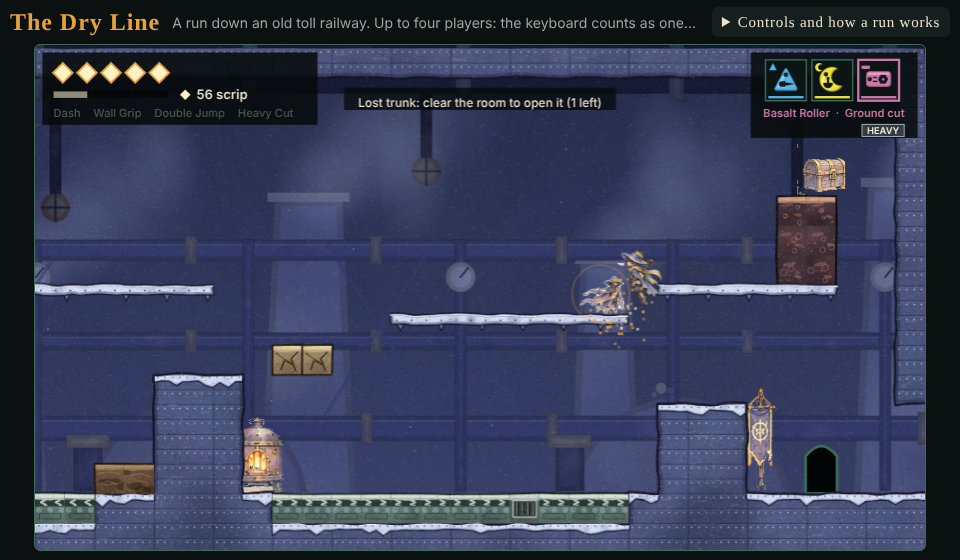 The Dry Line
A run down an old toll railway. Up to four players: the keyboard counts as one...
Controls and how a run works
56 scrip
Dash Wall Grip Double Jump Heavy Cut
Lost trunk: clear the room to open it (1 left)
Basalt Roller · Ground cut
HEAVY